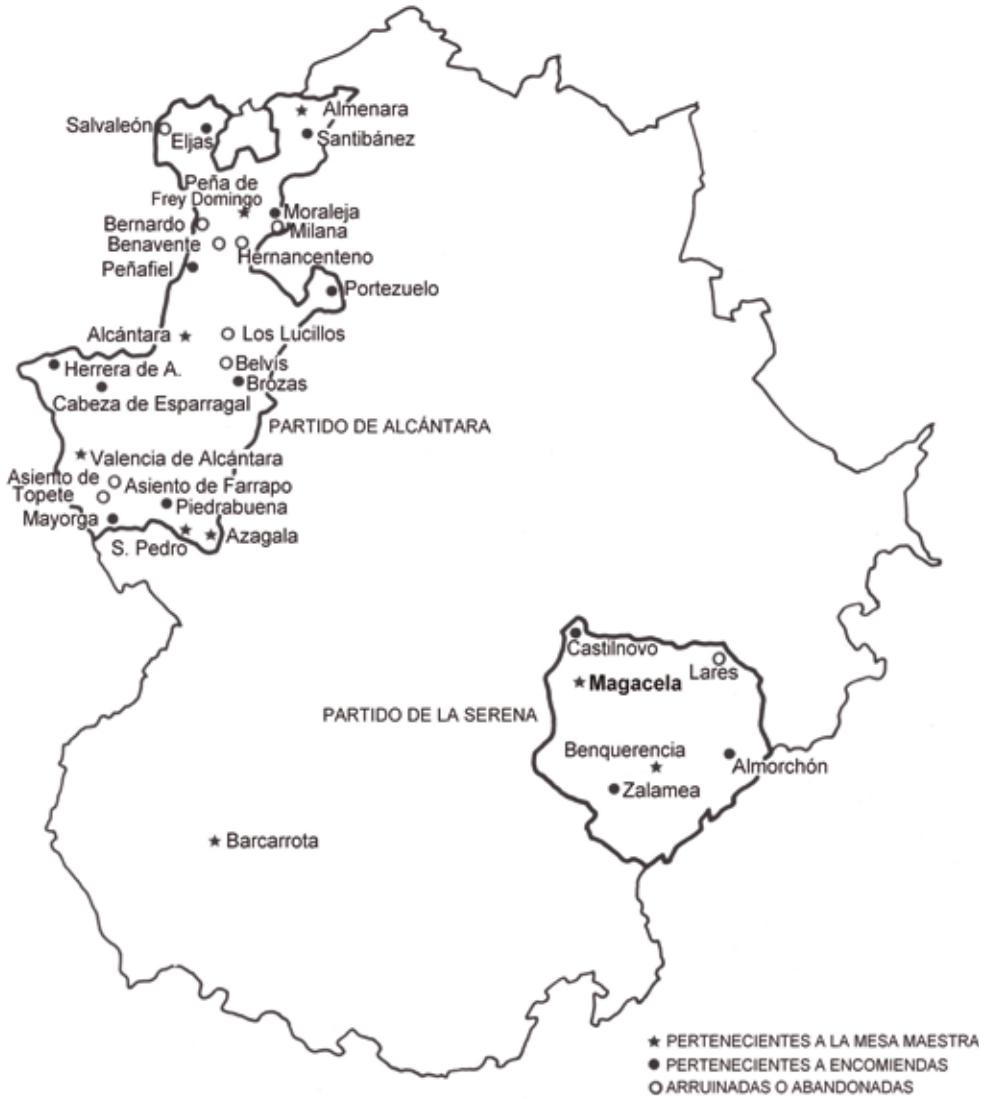 Almenara
Salvaleón
Eljas
Santibánez
Peña de
Frey Domingo
Moraleja
Bernardo
Milana
Benavente
Hernancenteno
Peñafiel
Portezuelo
Alcántara
Los Lucillos
Belvís
Herrera de A.
Brozas
Cabeza de Esparragal
PARTIDO DE ALCÁNTARA
Valencia de Alcántara
Asiento de
Topete
Asiento de Farrapo
Piedrabuena
Mayorga
S. Pedro
Azagala
Castilnovo
Lares
Magacela
PARTIDO DE LA SERENA
Benquerencia
Almorchón
Zalamea
Barcarrota
PERTENECIENTES A LA MESA MAESTRA
PERTENECIENTES A ENCOMIENDAS
ARRUINADAS O ABANDONADAS